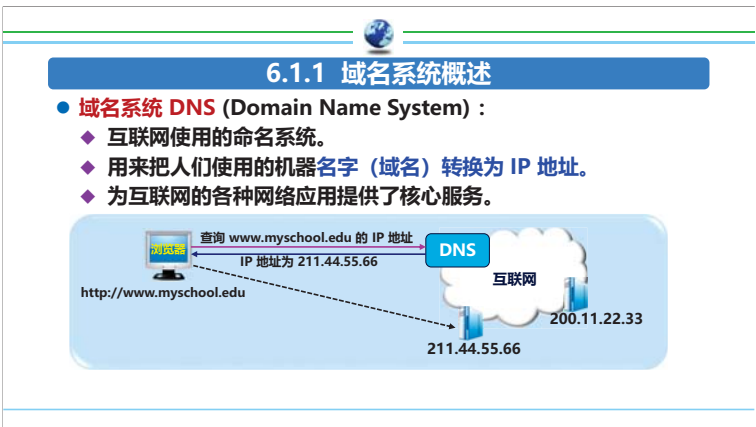 6.1.1 域名系统概述
域名系统 DNS (Domain Name System)：
互联网使用的命名系统。
用来把人们使用的机器名字（域名）转换为 IP 地址。
为互联网的各种网络应用提供了核心服务。
浏览器
查询 www.myschool.edu 的 IP 地址
IP 地址为 211.44.55.66
DNS
互联网
http://www.myschool.edu
200.11.22.33
211.44.55.66